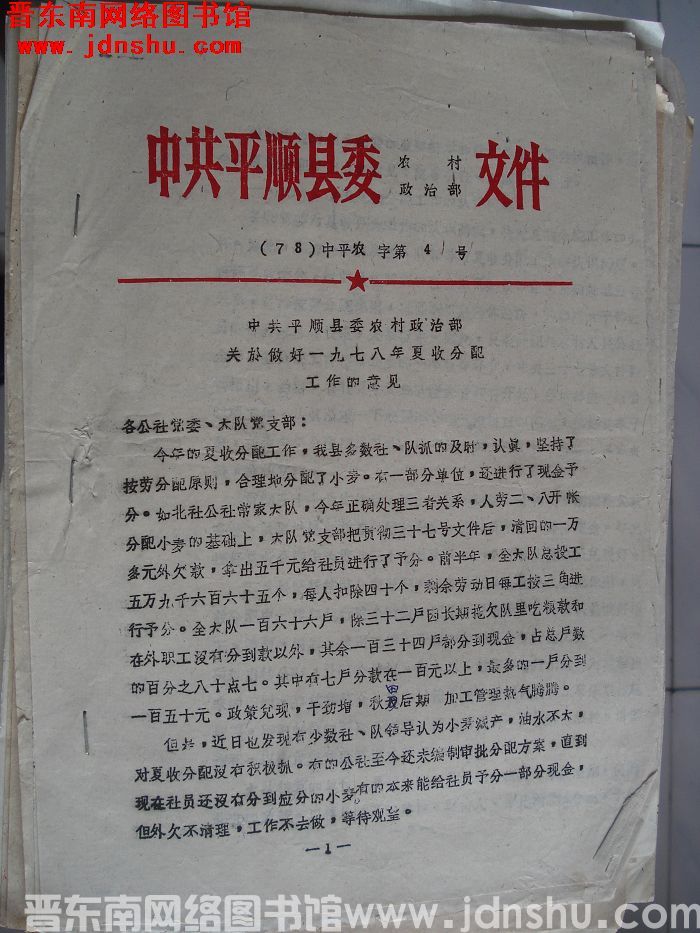 晋东南网络图书馆
www.jdnshu.com
中共平顺县委 农村政治部 文件
(78)中平农字第41号
中共平顺县委农村政治部
关於做好一九七八年夏收分配
工作的意见
各公社党委、大队党支部：
今年的夏收分配工作，我县多数社、队抓的及时，认真，坚持了
按劳分配原则，合理地分配了小麦。有一部分单位，还进行了现金予
分。如北社公社常家大队，今年正确处理三者关系，人劳二、八开帐
分配小麦的基础上，大队党支部把贯彻三十七号文件后，清回的一万
多元外欠款，拿出五千元给社员进行了予分。前半年，全大队总投工
五万九千六百六十五个，每人扣除四十个，剩余劳动日每工按三角进
行予分。全大队一百六十六户，除三十二户因长期拖欠队里吃粮款和
在外职工没有分到款以外，其余一百三十四户部分到现金，占总户数
的百分之八十点七。其中有七户分款在一百元以上，最多的一户分到
一百五十元。政策兑现，干劲增，秋田后期 加工管理热气腾腾。
但是，近日也发现有少数社、队领导认为小麦减产，油水不大，
对夏收分配没有积极抓。有的公社至今还未编制审批分配方案，直到
现在社员还没有分到应分的小麦。有的本来能给社员予分一部分现金，
但外欠不清理，工作不去做，等待观望。
—1—
晋东南网络图书馆 www.jdnshu.com